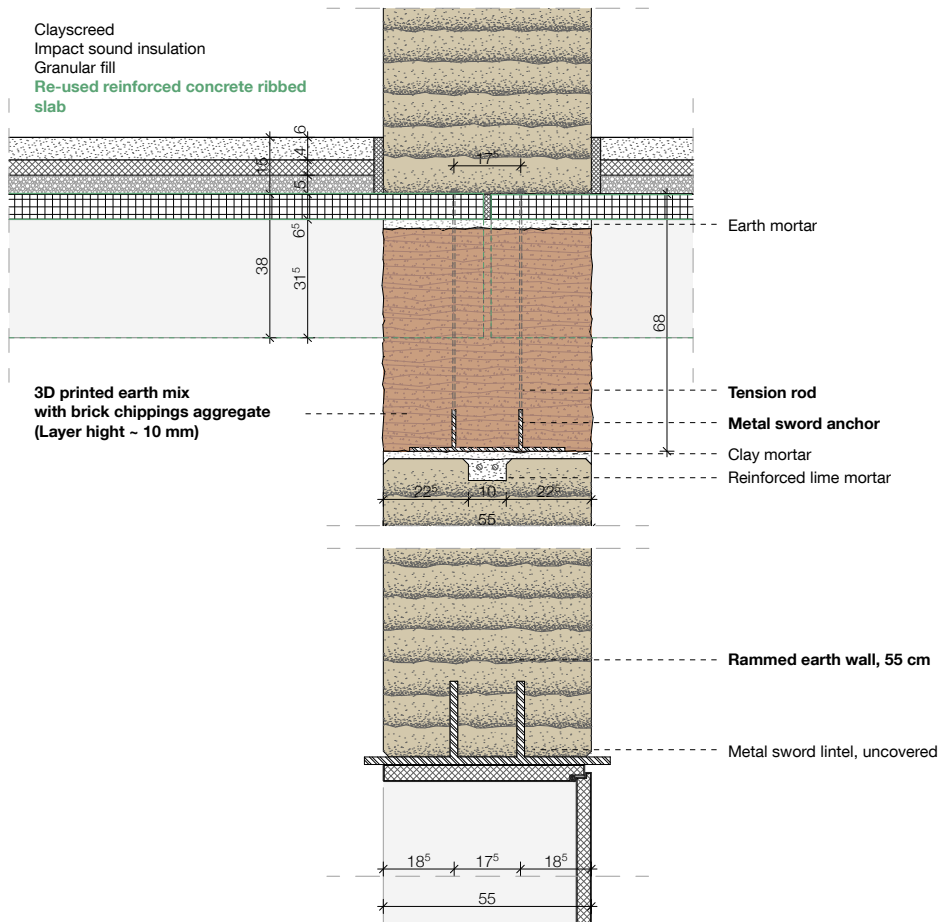 Clayscreed
Impact sound insulation
Granular fill
Re-used reinforced concrete ribbed
slab
6
4
15
5
17⁵
6⁵
38
31⁵
68
Earth mortar
3D printed earth mix
with brick chippings aggregate
(Layer hight ~ 10 mm)
Tension rod
Metal sword anchor
Clay mortar
Reinforced lime mortar
22⁵ 10 22⁵
55
Rammed earth wall, 55 cm
Metal sword lintel, uncovered
18⁵ 17⁵ 18⁵
55